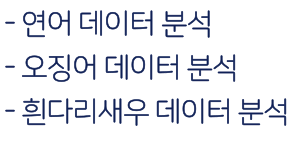 - 연어 데이터 분석
- 오징어 데이터 분석
- 흰다리새우 데이터 분석